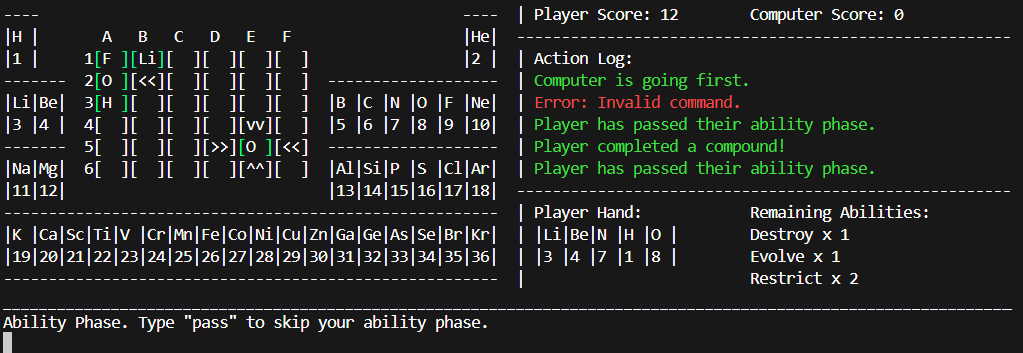 ----                                                ---- | Player Score: 12        Computer Score: 0
|H |       A   B   C   D   E   F                    |He| -------------------------------------------------------
|1 |      1[F ][Li][  ][  ][  ][  ]                 |2 | | Action Log:
-------   2[O ][<<][  ][  ][  ][  ]  ------------------- | Computer is going first.
|Li|Be|   3[H ][  ][  ][  ][  ][  ]  |B |C |N |O |F |Ne| | Error: Invalid command.
|3 |4 |   4[  ][  ][  ][  ][vv][  ]  |5 |6 |7 |8 |9 |10| | Player has passed their ability phase.
-------   5[  ][  ][  ][>>][O ][<<]  ------------------- | Player completed a compound!
|Na|Mg|   6[  ][  ][  ][  ][^^][  ]  |Al|Si|P |S |Cl|Ar| | Player has passed their ability phase.
|11|12|                              |13|14|15|16|17|18| -------------------------------------------------------
-------------------------------------------------------- | Player Hand:            Remaining Abilities:
|K |Ca|Sc|Ti|V |Cr|Mn|Fe|Co|Ni|Cu|Zn|Ga|Ge|As|Se|Br|Kr| | |Li|Be|N |H |O |        Destroy x 1
|19|20|21|22|23|24|25|26|27|28|29|30|31|32|33|34|35|36| | |3 |4 |7 |1 |8 |        Evolve x 1
-------------------------------------------------------- |                         Restrict x 2
Ability Phase. Type "pass" to skip your ability phase.